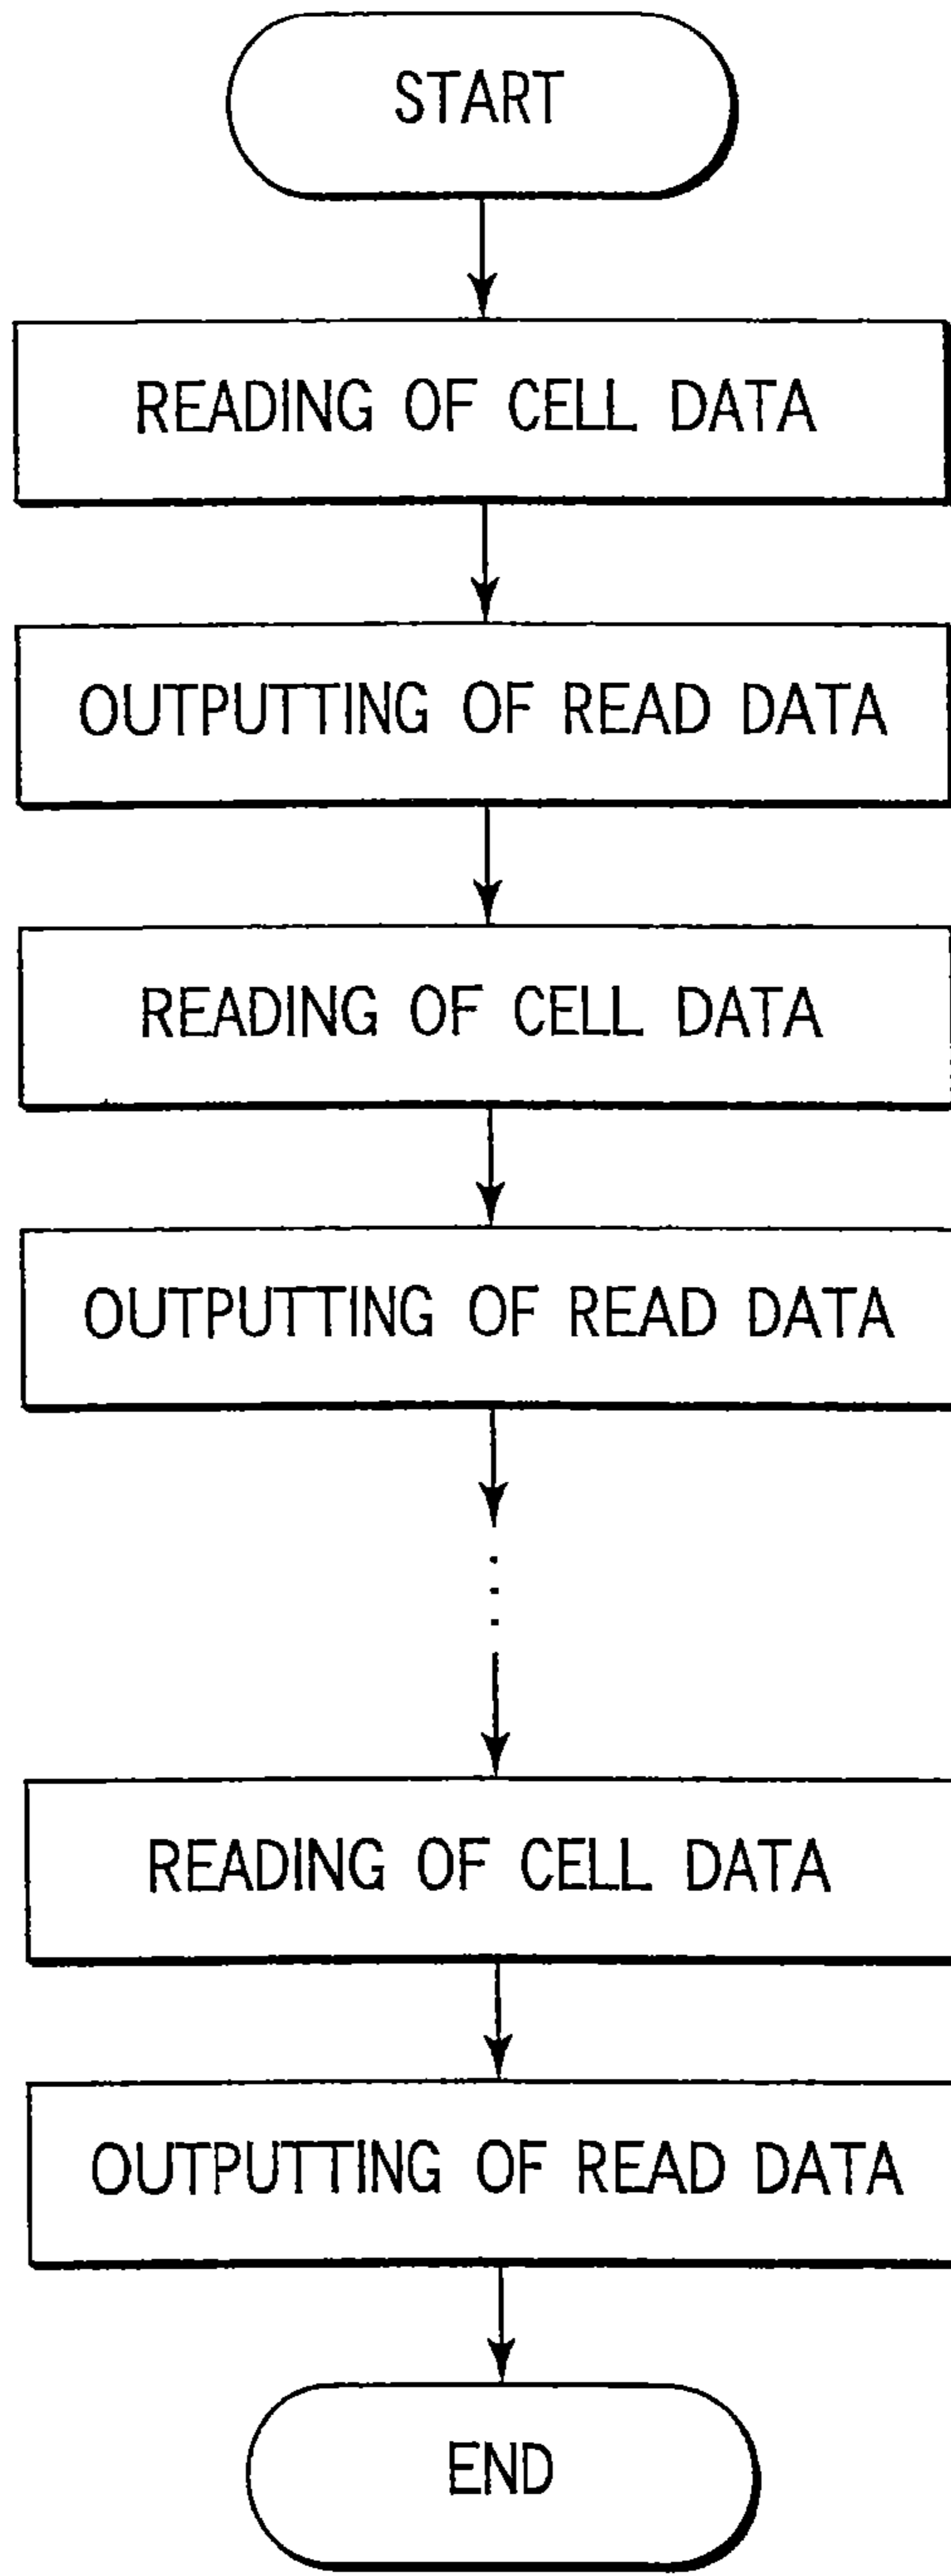 START
READING OF CELL DATA
OUTPUTTING OF READ DATA
READING OF CELL DATA
OUTPUTTING OF READ DATA
READING OF CELL DATA
OUTPUTTING OF READ DATA
END